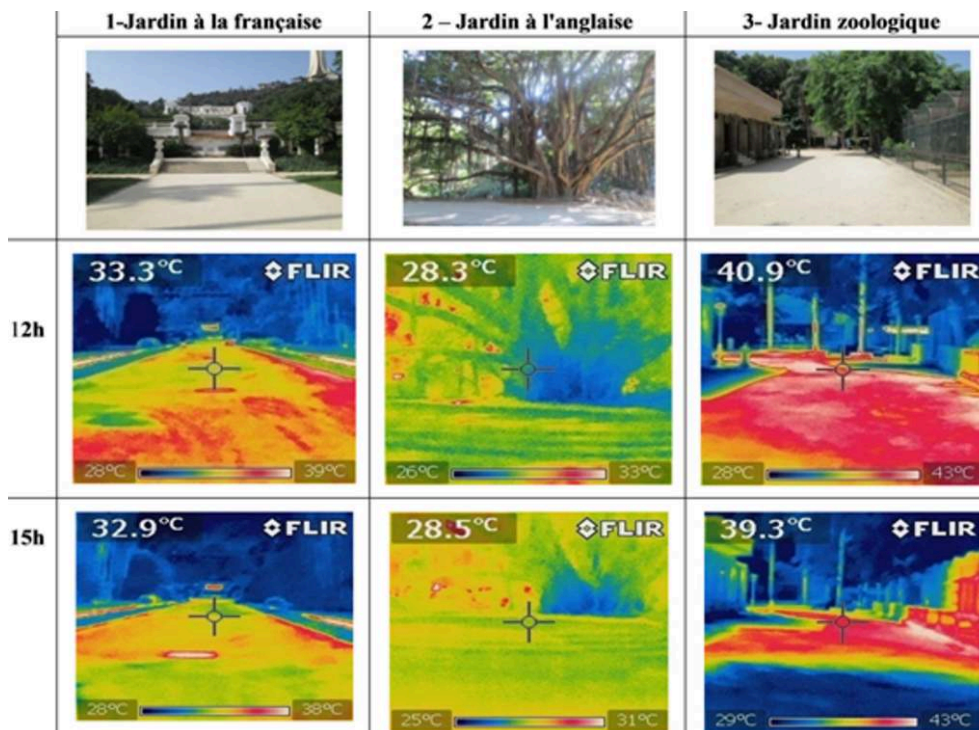 1-Jardin à la française
2 – Jardin à l'anglaise
3- Jardin zoologique
12h
33.3°C FLIR
28°C 39°C
28.3°C FLIR
26°C 33°C
40.9°C FLIR
28°C 43°C
15h
32.9°C FLIR
28°C 38°C
28.5°C FLIR
25°C 31°C
39.3°C FLIR
29°C 43°C